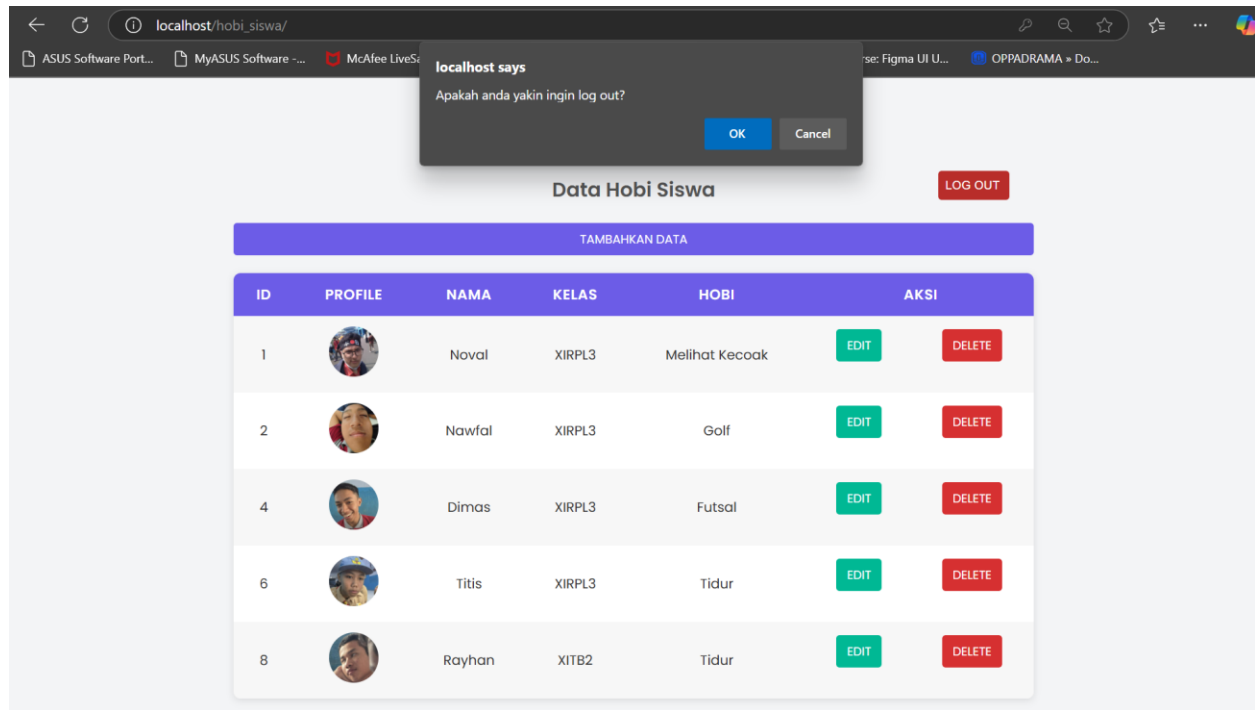 localhost/hobi_siswa/
ASUS Software Port... MyASUS Software -... McAfee LiveSa rse: Figma UI U... OPPADRAMA » Do...
localhost says
Apakah anda yakin ingin log out?
OK Cancel
Data Hobi Siswa LOG OUT
TAMBAHKAN DATA
ID PROFILE NAMA KELAS HOBI AKSI
1 Noval XIRPL3 Melihat Kecoak EDIT DELETE
2 Nawfal XIRPL3 Golf EDIT DELETE
4 Dimas XIRPL3 Futsal EDIT DELETE
6 Titis XIRPL3 Tidur EDIT DELETE
8 Rayhan XITB2 Tidur EDIT DELETE